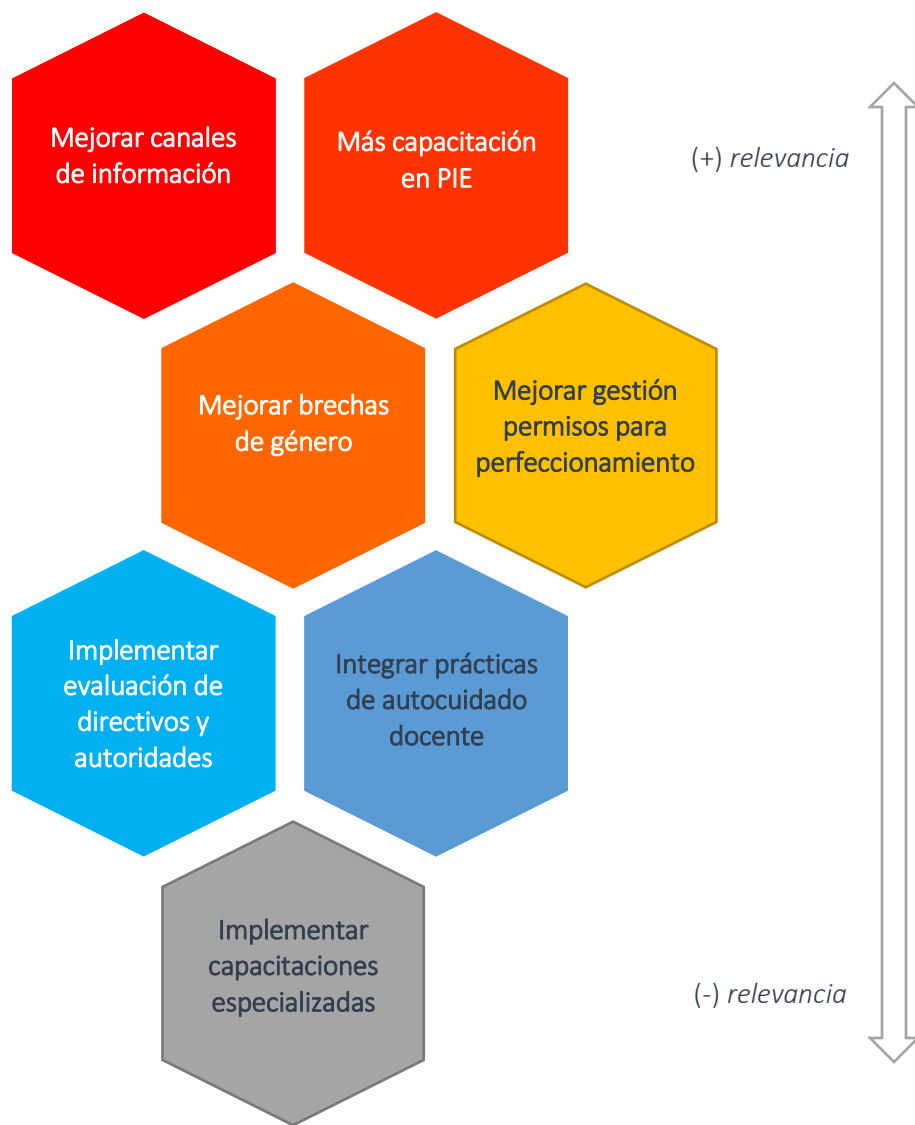 Mejorar canales
de información
Más capacitación
en PIE
(+) relevancia
Mejorar brechas
de género
Mejorar gestión
permisos para
perfeccionamiento
Implementar
evaluación de
directivos y
autoridades
Integrar prácticas
de autocuidado
docente
Implementar
capacitaciones
especializadas
(-) relevancia